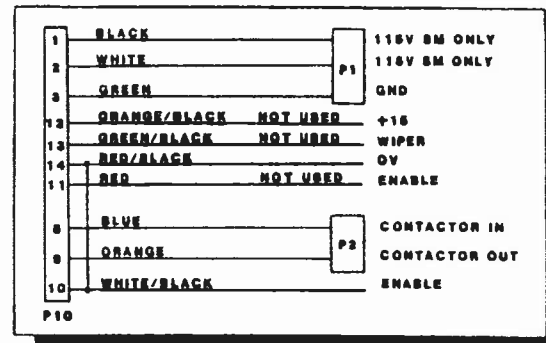 1 BLACK 115V SM ONLY
2 WHITE 115V SM ONLY
P1
3 GREEN GND
12 ORANGE/BLACK NOT USED +15
13 GREEN/BLACK NOT USED WIPER
14 RED/BLACK 0V
11 RED NOT USED ENABLE
8 BLUE CONTACTOR IN
P2
9 ORANGE CONTACTOR OUT
10 WHITE/BLACK ENABLE
P10